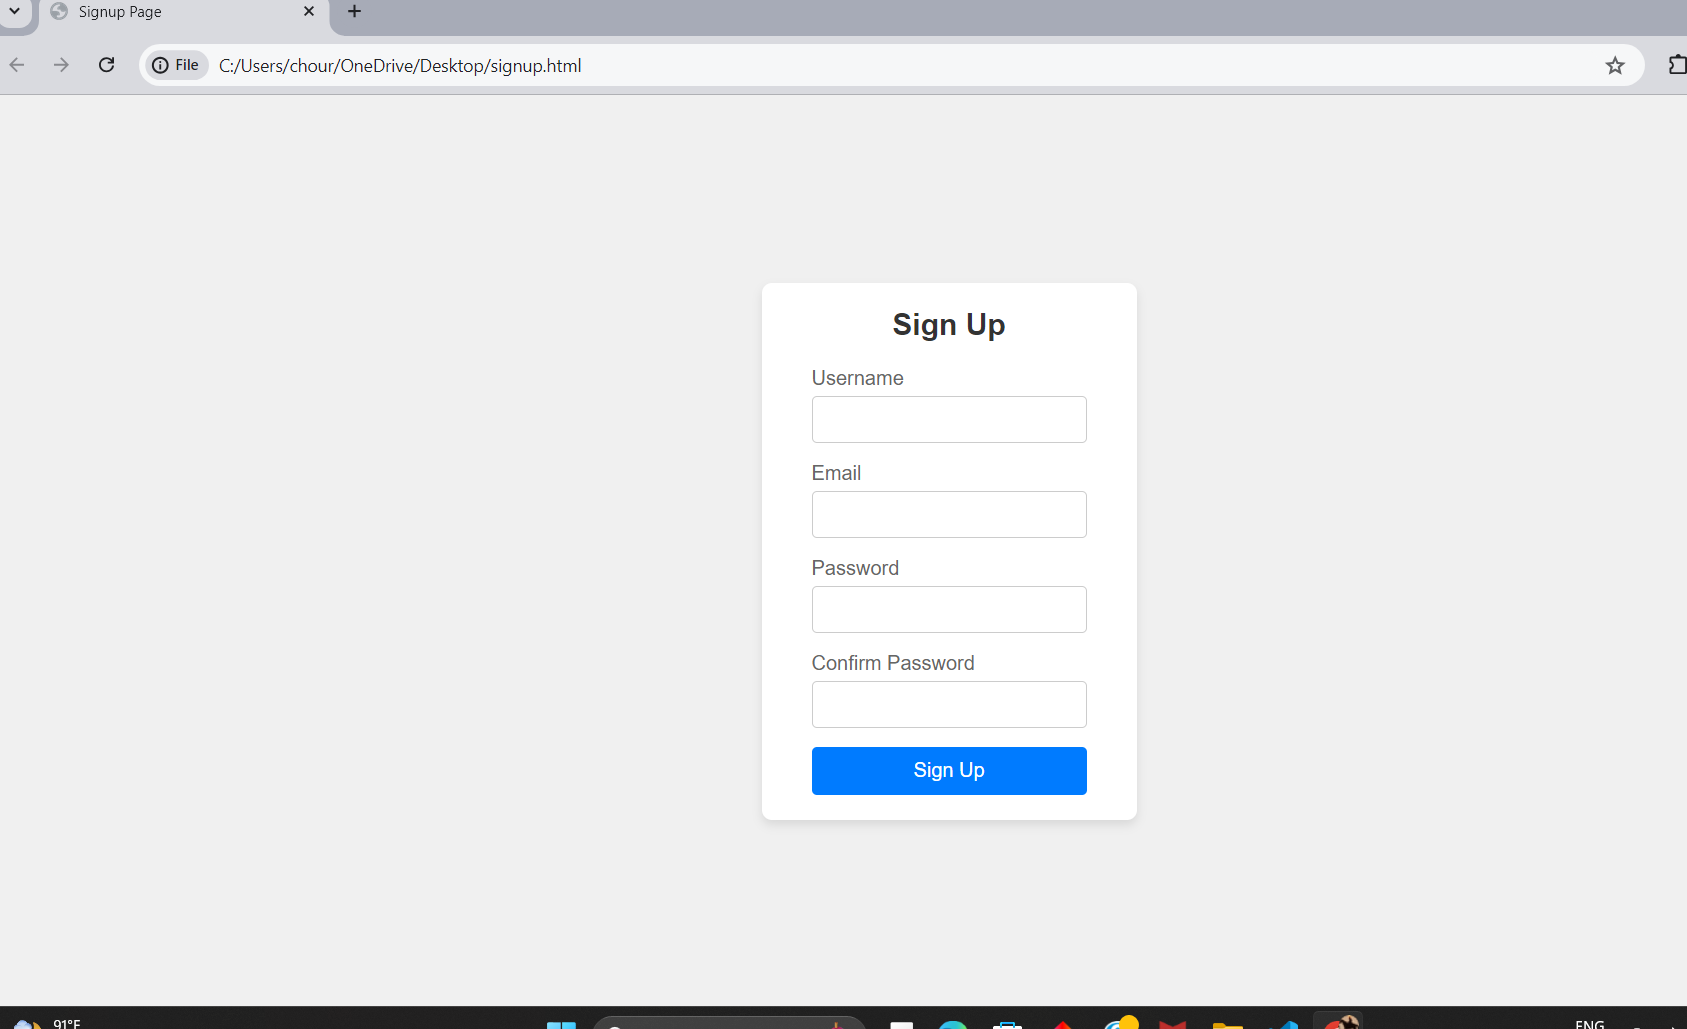 Signup Page
File C:/Users/chour/OneDrive/Desktop/signup.html
Sign Up
Username
Email
Password
Confirm Password
Sign Up
91°F
ENG